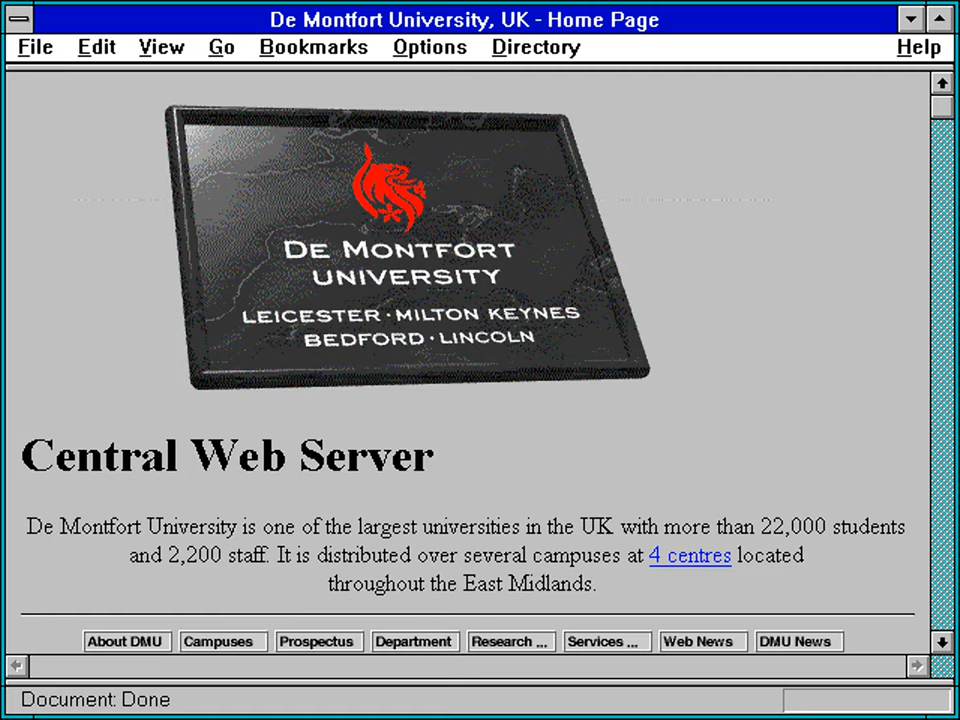 De Montfort University, UK - Home Page
File Edit View Go Bookmarks Options Directory Help
DE MONTFORT
UNIVERSITY
LEICESTER · MILTON KEYNES
BEDFORD · LINCOLN
Central Web Server
De Montfort University is one of the largest universities in the UK with more than 22,000 students
and 2,200 staff. It is distributed over several campuses at 4 centres located
throughout the East Midlands.
About DMU Campuses Prospectus Department Research ... Services ... Web News DMU News
Document: Done